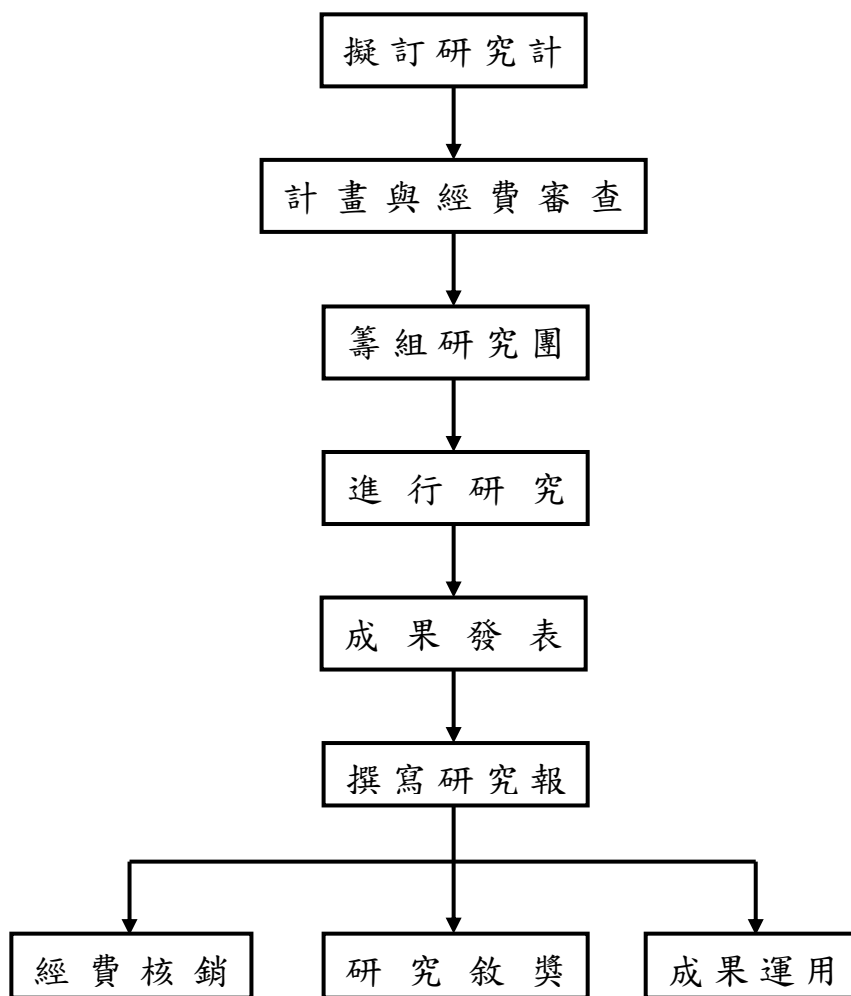 擬訂研究計
計畫與經費審查
籌組研究團
進行研究
成果發表
撰寫研究報
經費核銷
研究敘獎
成果運用